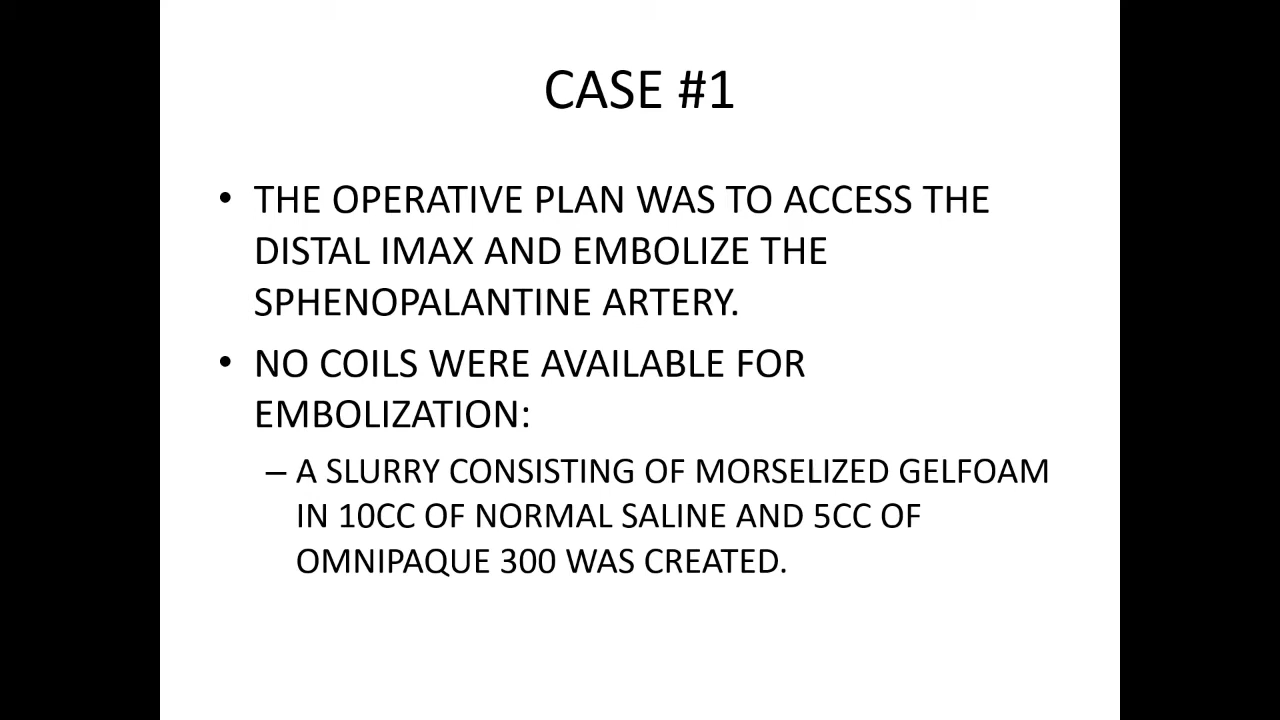 CASE #1
• THE OPERATIVE PLAN WAS TO ACCESS THE
DISTAL IMAX AND EMBOLIZE THE
SPHENOPALANTINE ARTERY.
• NO COILS WERE AVAILABLE FOR
EMBOLIZATION:
– A SLURRY CONSISTING OF MORSELIZED GELFOAM
IN 10CC OF NORMAL SALINE AND 5CC OF
OMNIPAQUE 300 WAS CREATED.